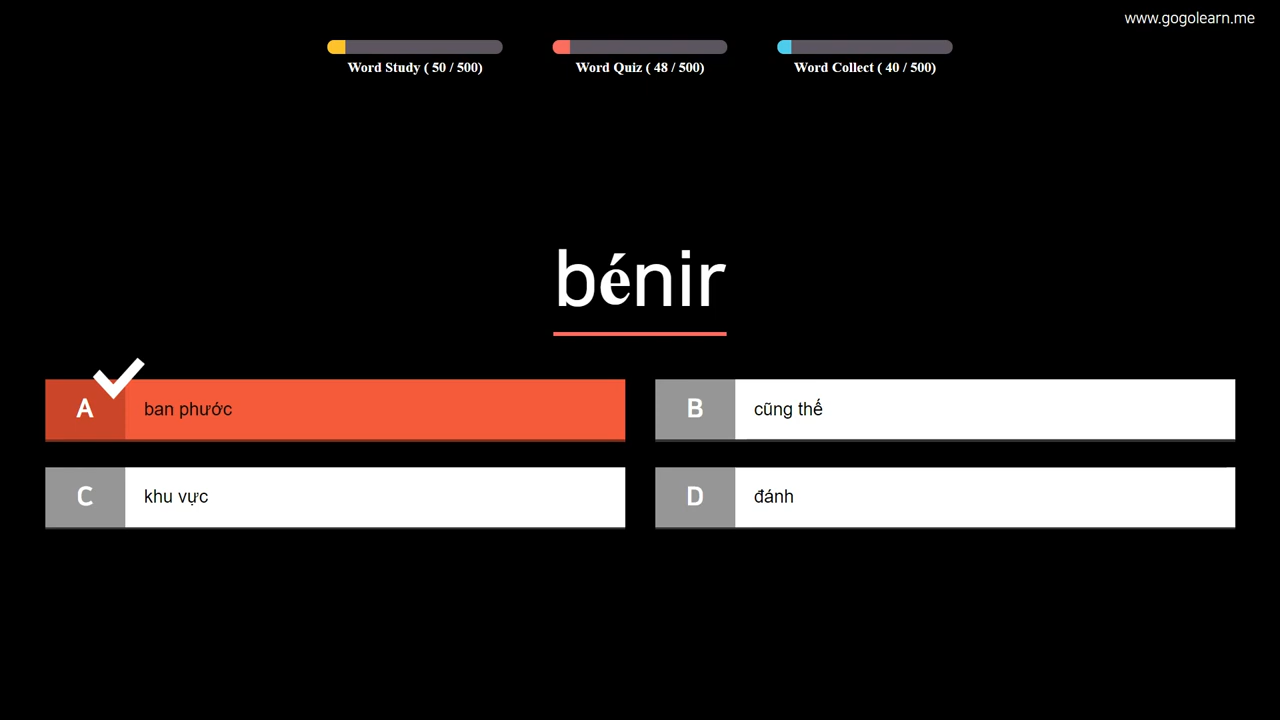 www.gogolearn.me
Word Study ( 50 / 500)
Word Quiz ( 48 / 500)
Word Collect ( 40 / 500)
bénir
A ban phước
B cũng thế
C khu vực
D đánh